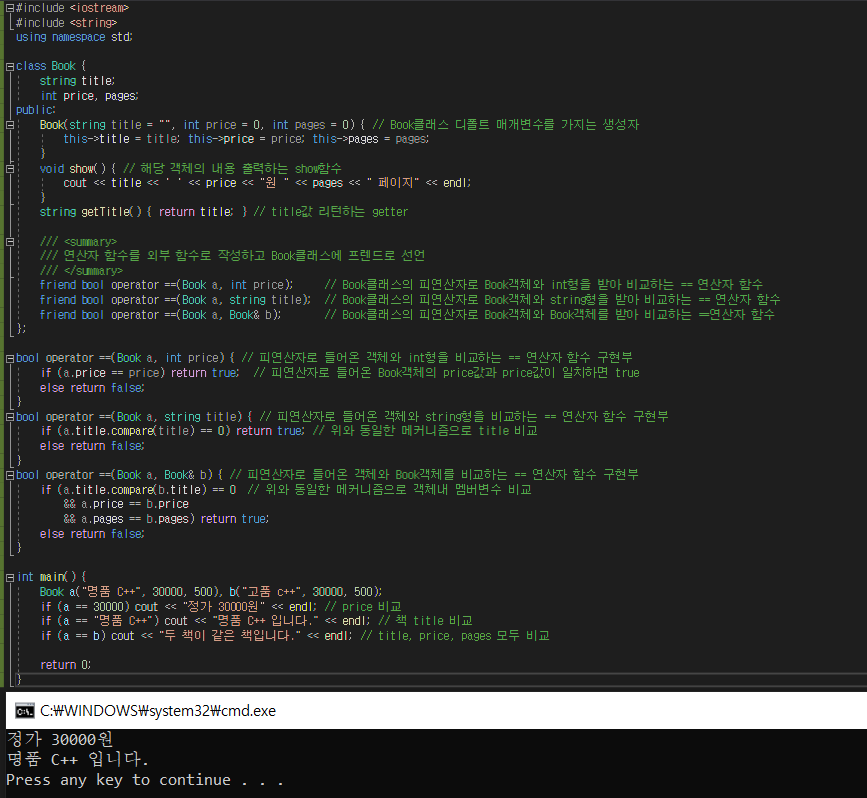 #include <iostream>
#include <string>
using namespace std;
class Book {
string title;
int price, pages;
public:
Book(string title = "", int price = 0, int pages = 0) { // Book클래스 디폴트 매개변수를 가지는 생성자
this->title = title; this->price = price; this->pages = pages;
}
void show() { // 해당 객체의 내용 출력하는 show함수
cout << title << ' ' << price << "원 " << pages << " 페이지" << endl;
}
string getTitle() { return title; } // title값 리턴하는 getter
/// <summary>
/// 연산자 함수를 외부 함수로 작성하고 Book클래스에 프렌드로 선언
/// </summary>
friend bool operator ==(Book a, int price); // Book클래스의 피연산자로 Book객체와 int형을 받아 비교하는 == 연산자 함수
friend bool operator ==(Book a, string title); // Book클래스의 피연산자로 Book객체와 string형을 받아 비교하는 == 연산자 함수
friend bool operator ==(Book a, Book& b); // Book클래스의 피연산자로 Book객체와 Book객체를 받아 비교하는 ==연산자 함수
};
bool operator ==(Book a, int price) { // 피연산자로 들어온 객체와 int형을 비교하는 == 연산자 함수 구현부
if (a.price == price) return true; // 피연산자로 들어온 Book객체의 price값과 price값이 일치하면 true
else return false;
}
bool operator ==(Book a, string title) { // 피연산자로 들어온 객체와 string형을 비교하는 == 연산자 함수 구현부
if (a.title.compare(title) == 0) return true; // 위와 동일한 메커니즘으로 title 비교
else return false;
}
bool operator ==(Book a, Book& b) { // 피연산자로 들어온 객체와 Book객체를 비교하는 == 연산자 함수 구현부
if (a.title.compare(b.title) == 0 // 위와 동일한 메커니즘으로 객체내 멤버변수 비교
&& a.price == b.price
&& a.pages == b.pages) return true;
else return false;
}
int main() {
Book a("명품 C++", 30000, 500), b("고품 c++", 30000, 500);
if (a == 30000) cout << "정가 30000원" << endl; // price 비교
if (a == "명품 C++") cout << "명품 C++ 입니다." << endl; // 책 title 비교
if (a == b) cout << "두 책이 같은 책입니다." << endl; // title, price, pages 모두 비교
return 0;
}
C:\WINDOWS\system32\cmd.exe
정가 30000원
명품 C++ 입니다.
Press any key to continue . . .